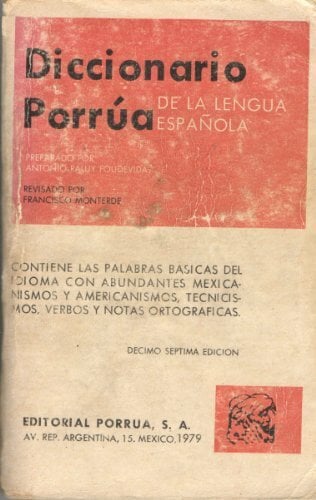 Diccionario
Porrúa DE LA LENGUA
ESPAÑOLA
PREPARADO POR
ANTONIO RALUY POUDEVIDA
REVISADO POR
FRANCISCO MONTERDE
CONTIENE LAS PALABRAS BASICAS DEL
IDIOMA CON ABUNDANTES MEXICA-
NISMOS Y AMERICANISMOS, TECNICIS-
MOS, VERBOS Y NOTAS ORTOGRAFICAS.
DECIMO SEPTIMA EDICION
EDITORIAL PORRUA, S. A.
AV. REP. ARGENTINA, 15. MEXICO, 1979